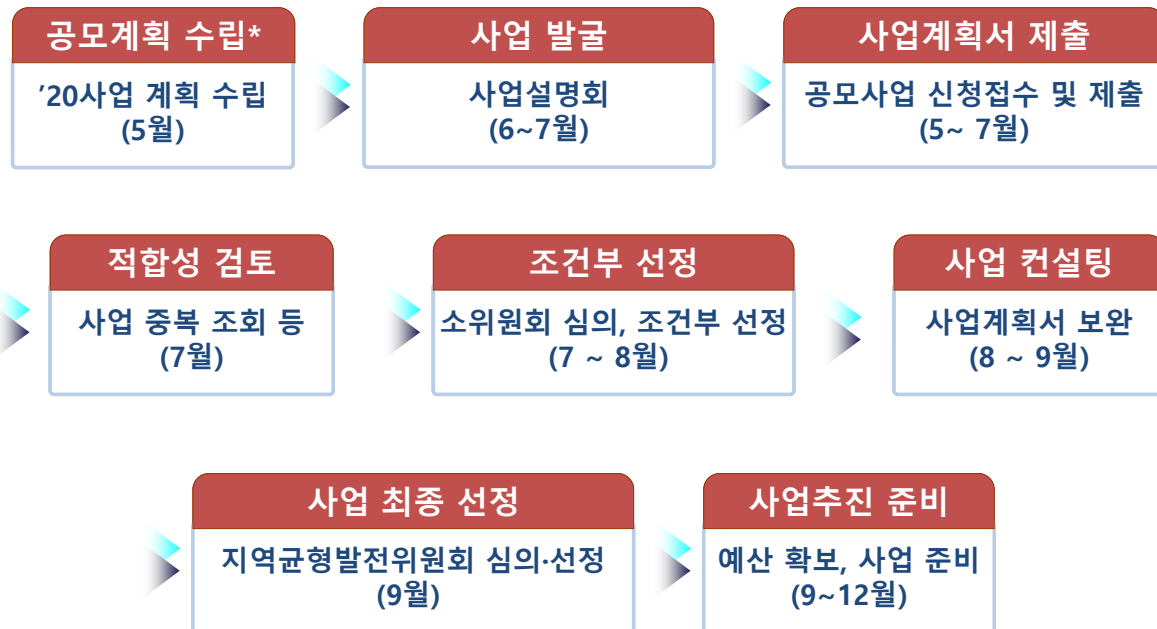 공모계획 수립*
'20사업 계획 수립
(5월)
사업 발굴
사업설명회
(6~7월)
사업계획서 제출
공모사업 신청접수 및 제출
(5~ 7월)
적합성 검토
사업 중복 조회 등
(7월)
조건부 선정
소위원회 심의, 조건부 선정
(7 ~ 8월)
사업 컨설팅
사업계획서 보완
(8 ~ 9월)
사업 최종 선정
지역균형발전위원회 심의·선정
(9월)
사업추진 준비
예산 확보, 사업 준비
(9~12월)